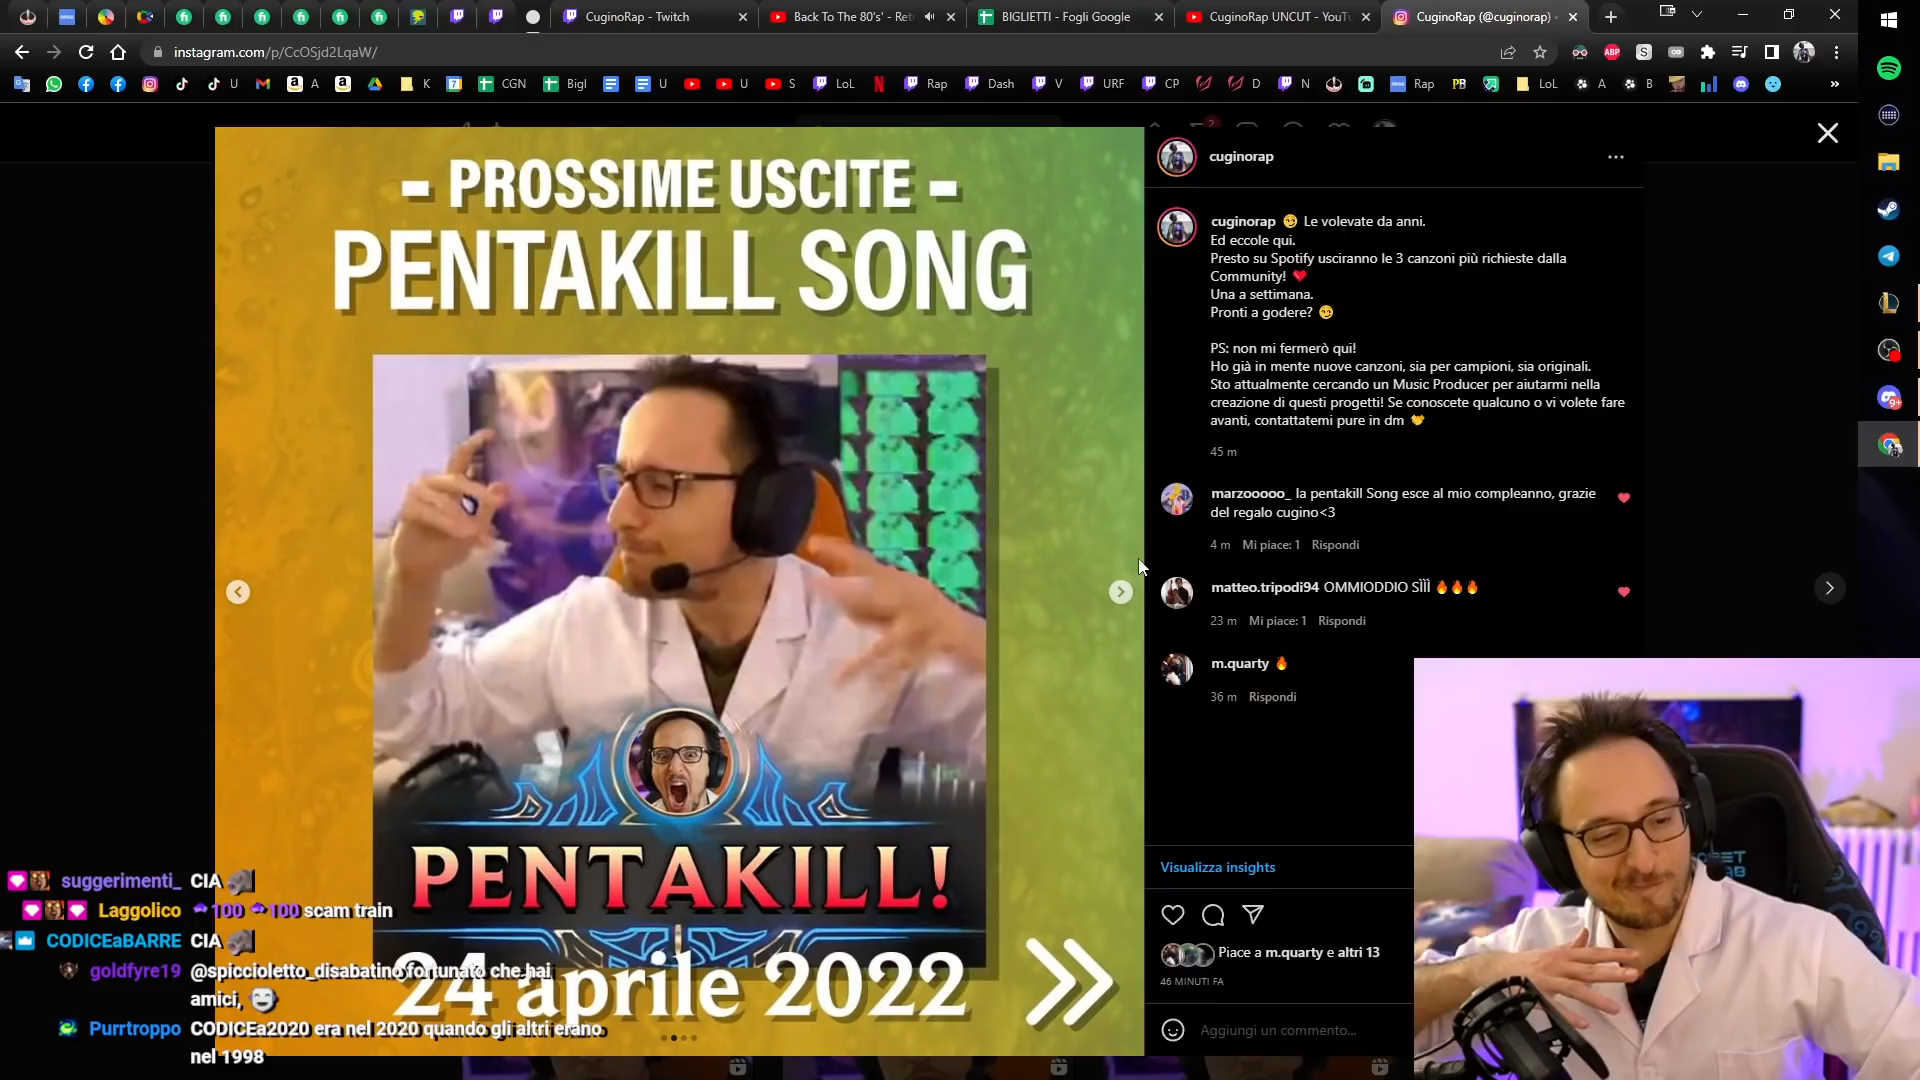 CuginoRap - Twitch
Back To The 80's' - Ret
BIGLIETTI - Fogli Google
CuginoRap UNCUT - YouTu
CuginoRap (@cuginorap)
instagram.com/p/CcOSjd2LqaW/
U
A
K
CGN
Bigl
U
U
S
LoL
Rap
Dash
V
URF
CP
D
N
Rap
PB
LoL
A
B
»
- PROSSIME USCITE -
PENTAKILL SONG
PENTAKILL!
24 aprile 2022
cuginorap
cuginorap 😏 Le volevate da anni.
Ed eccole qui.
Presto su Spotify usciranno le 3 canzoni più richieste dalla
Community! ❤️
Una a settimana.
Pronti a godere? 😏
PS: non mi fermerò qui!
Ho già in mente nuove canzoni, sia per campioni, sia originali.
Sto attualmente cercando un Music Producer per aiutarmi nella
creazione di questi progetti! Se conoscete qualcuno o vi volete fare
avanti, contattatemi pure in dm
45 m
marzooooo_ la pentakill Song esce al mio compleanno, grazie
del regalo cugino<3
4 m Mi piace: 1 Rispondi
matteo.tripodi94 OMMIODDIO SÌÌÌ 🔥🔥🔥
23 m Mi piace: 1 Rispondi
m.quarty 🔥
36 m Rispondi
Visualizza insights
Piace a m.quarty e altri 13
46 MINUTI FA
Aggiungi un commento...
suggerimenti_ CIA
Laggolico 100 100 scam train
CODICEaBARRE CIA
goldfyre19 @spiccioletto_disabatino fortunato che hai
amici,
Purrtroppo CODICEa2020 era nel 2020 quando gli altri erano
nel 1998